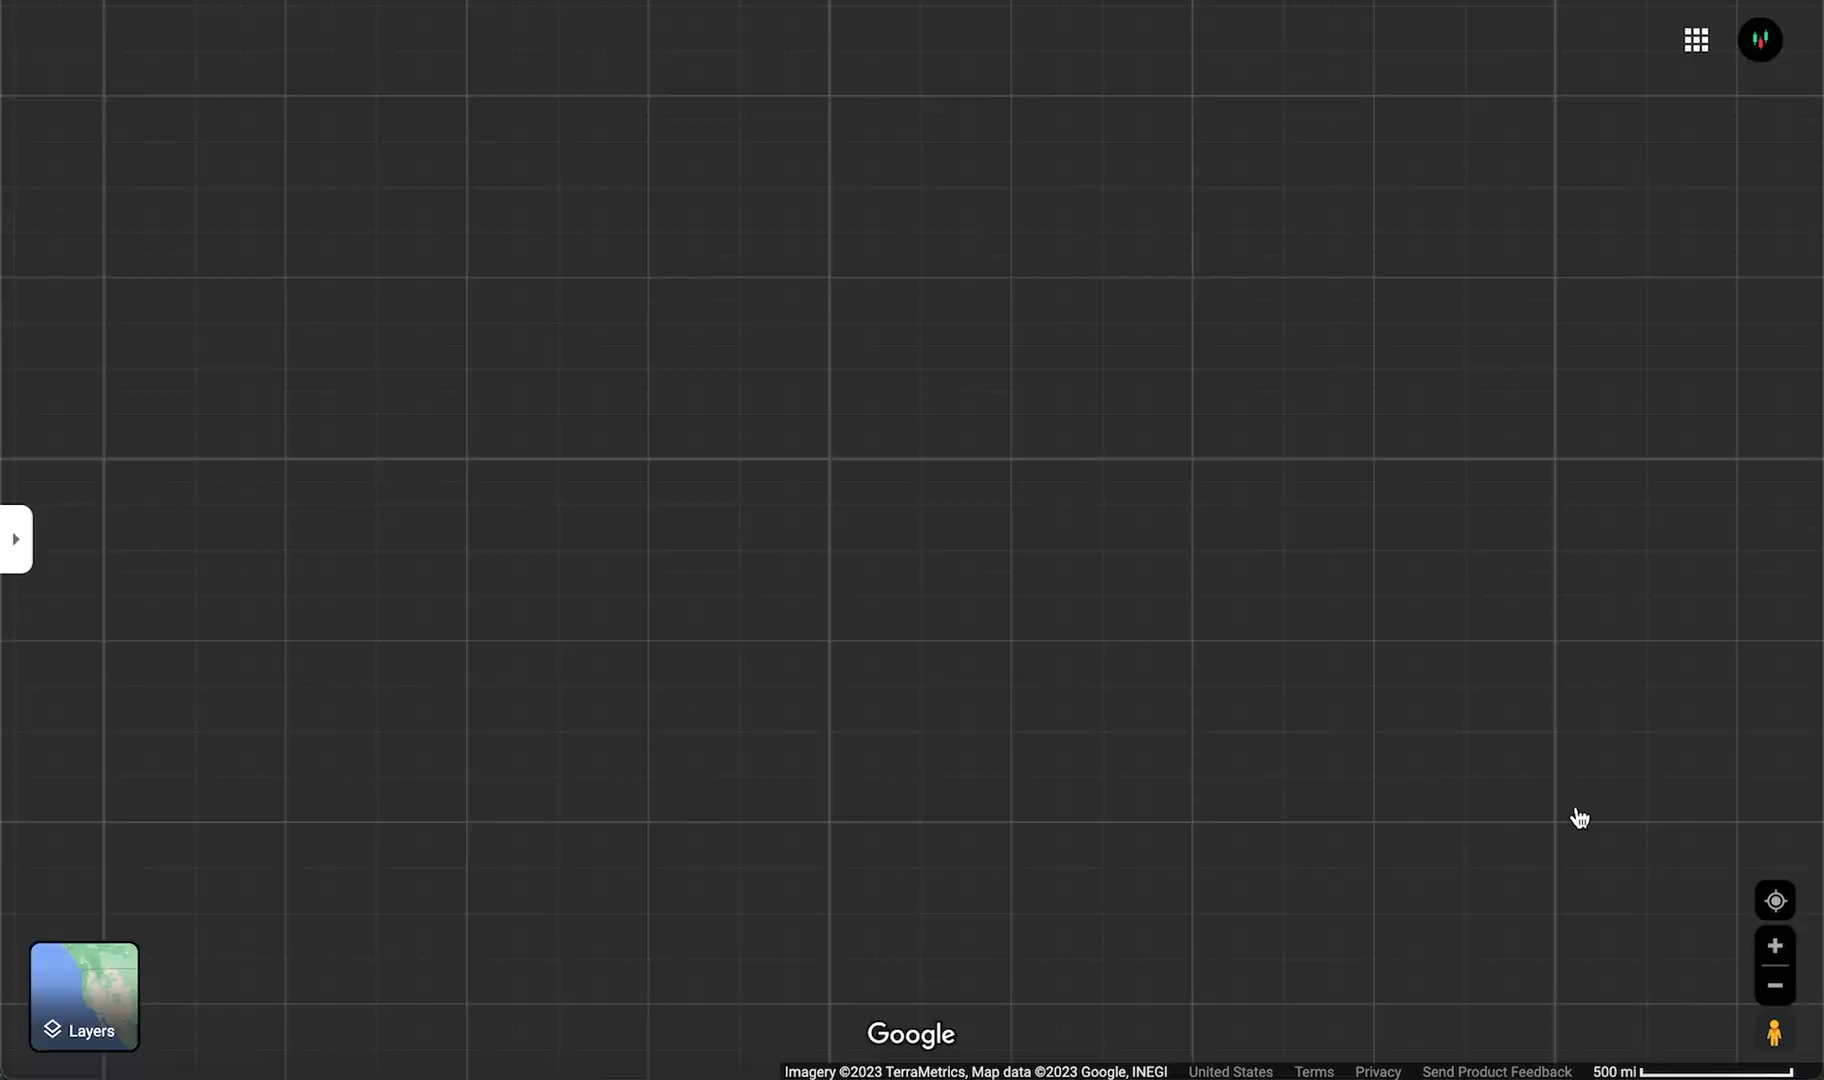 Layers
Google
Imagery ©2023 TerraMetrics, Map data ©2023 Google, INEGI United States Terms Privacy Send Product Feedback 500 mi